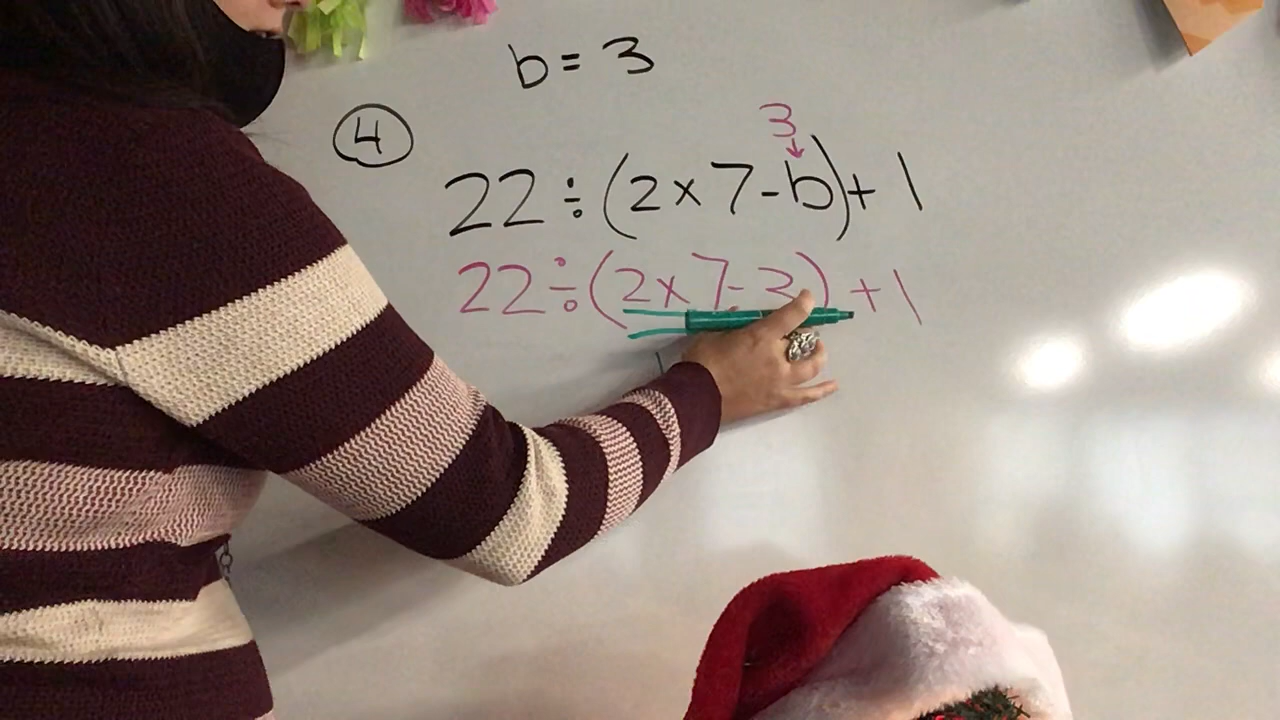 b = 3
④
3
22 ÷ (2 × 7 - b) + 1
22 ÷ (2 × 7 - 3) + 1